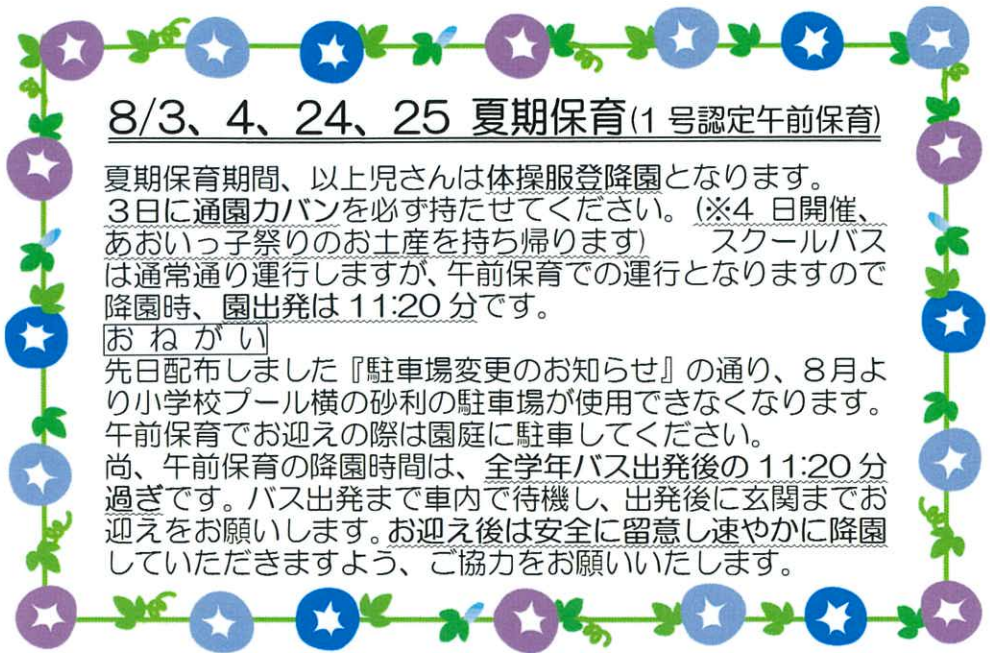 8/3、4、24、25 夏期保育(1 号認定午前保育)
夏期保育期間、以上児さんは体操服登降園となります。
３日に通園カバンを必ず持たせてください。(※4 日開催、
あおいっ子祭りのお土産を持ち帰ります)　　スクールバス
は通常通り運行しますが、午前保育での運行となりますので
降園時、園出発は 11:20 分です。
お ね が い
先日配布しました『駐車場変更のお知らせ』の通り、８月よ
り小学校プール横の砂利の駐車場が使用できなくなります。
午前保育でお迎えの際は園庭に駐車してください。
尚、午前保育の降園時間は、全学年バス出発後の 11:20 分
過ぎです。バス出発まで車内で待機し、出発後に玄関までお
迎えをお願いします。お迎え後は安全に留意し速やかに降園
していただきますよう、ご協力をお願いいたします。